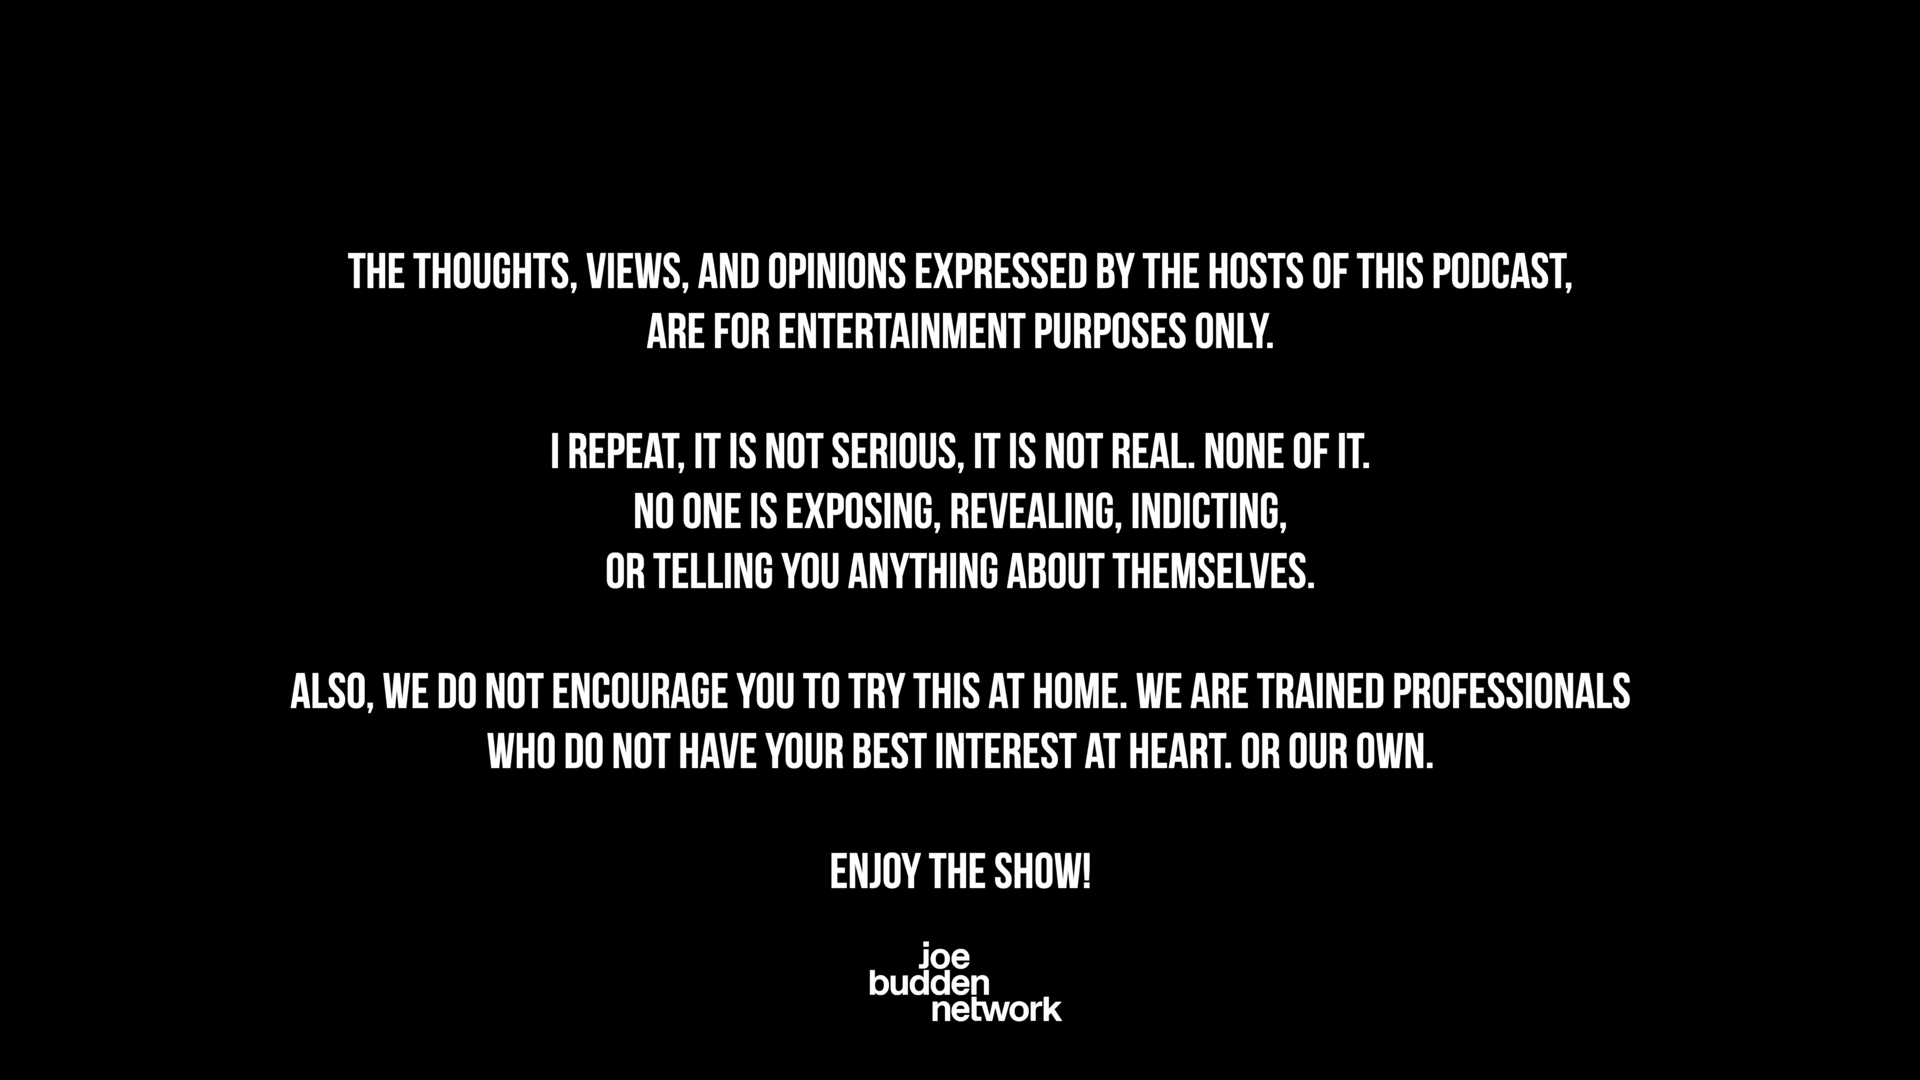 THE THOUGHTS, VIEWS, AND OPINIONS EXPRESSED BY THE HOSTS OF THIS PODCAST,
ARE FOR ENTERTAINMENT PURPOSES ONLY.
I REPEAT, IT IS NOT SERIOUS, IT IS NOT REAL. NONE OF IT.
NO ONE IS EXPOSING, REVEALING, INDICTING,
OR TELLING YOU ANYTHING ABOUT THEMSELVES.
ALSO, WE DO NOT ENCOURAGE YOU TO TRY THIS AT HOME. WE ARE TRAINED PROFESSIONALS
WHO DO NOT HAVE YOUR BEST INTEREST AT HEART. OR OUR OWN.
ENJOY THE SHOW!
joe
budden
network